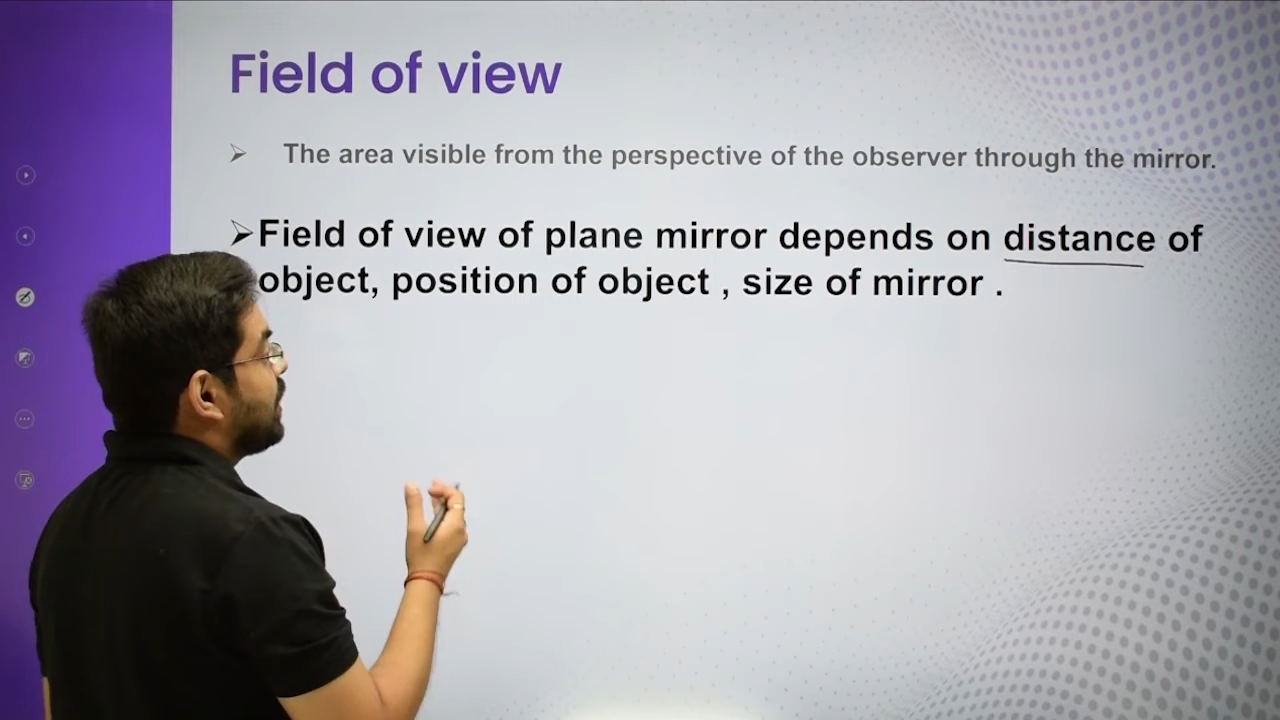 Field of view
➢ The area visible from the perspective of the observer through the mirror.
➢Field of view of plane mirror depends on distance of
object, position of object , size of mirror .